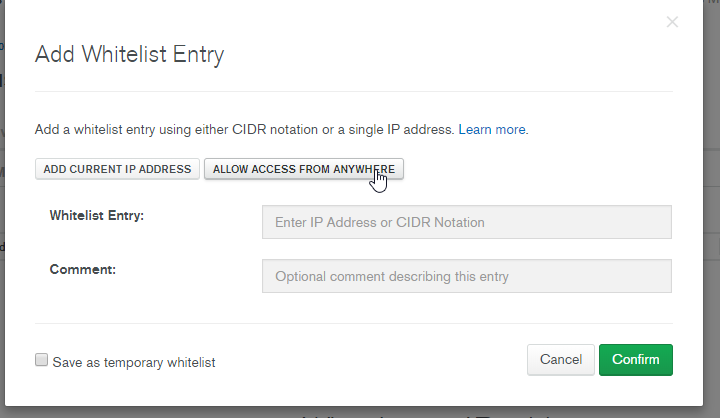 ×
Add Whitelist Entry
Add a whitelist entry using either CIDR notation or a single IP address. Learn more.
ADD CURRENT IP ADDRESS ALLOW ACCESS FROM ANYWHERE
Whitelist Entry: Enter IP Address or CIDR Notation
Comment: Optional comment describing this entry
Save as temporary whitelist Cancel Confirm